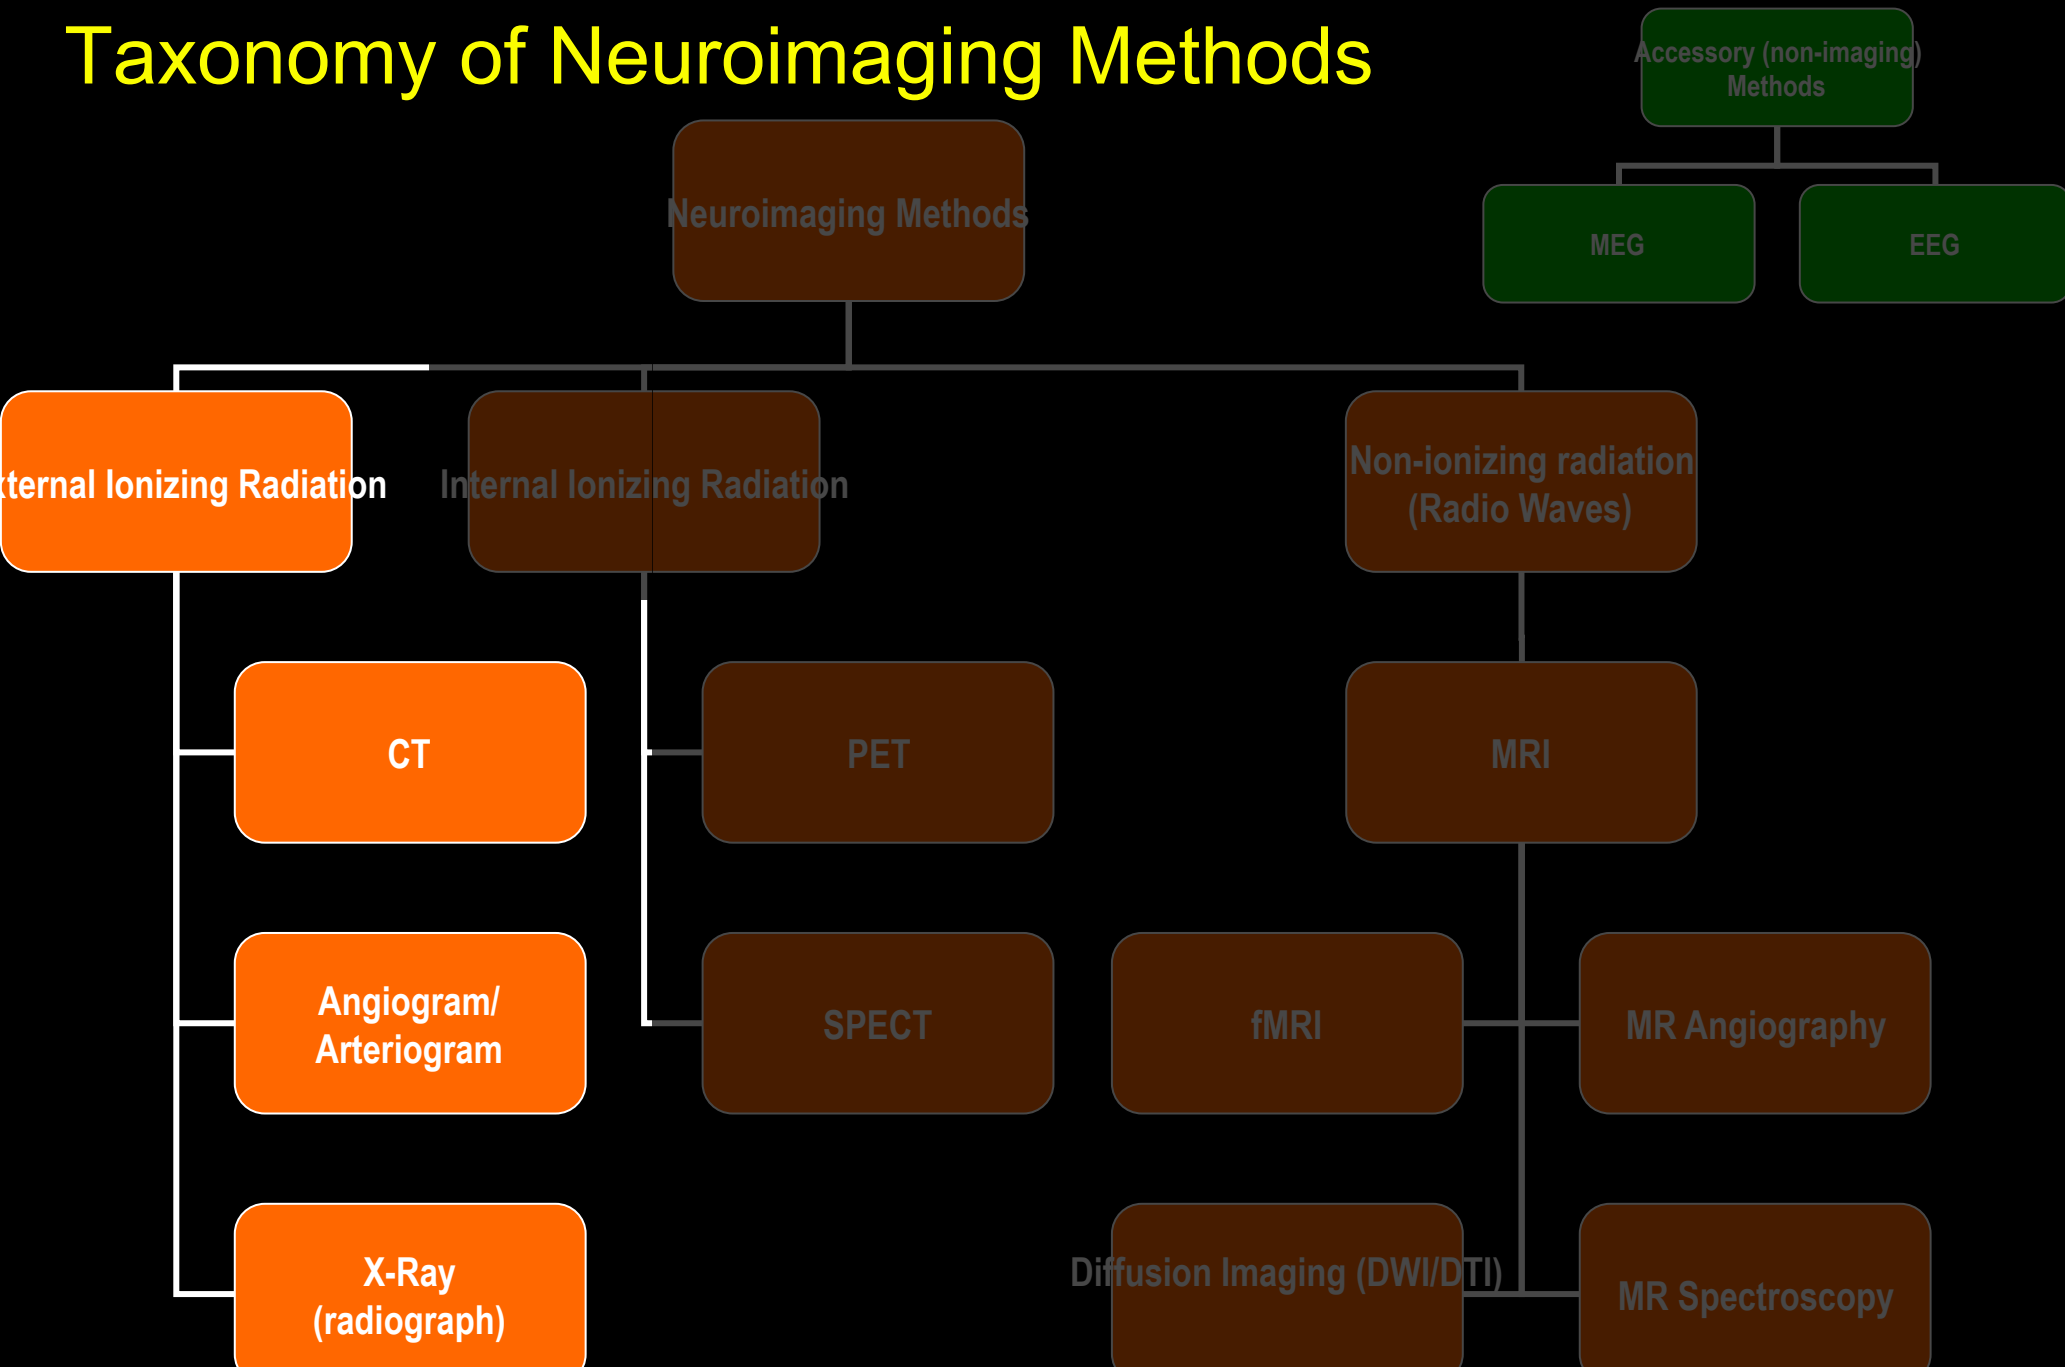 Taxonomy of Neuroimaging Methods
Accessory (non-imaging)
Methods
MEG
EEG
Neuroimaging Methods
xternal Ionizing Radiation
Internal Ionizing Radiation
Non-ionizing radiation
(Radio Waves)
CT
PET
MRI
Angiogram/
Arteriogram
SPECT
fMRI
MR Angiography
X-Ray
(radiograph)
Diffusion Imaging (DWI/DTI)
MR Spectroscopy